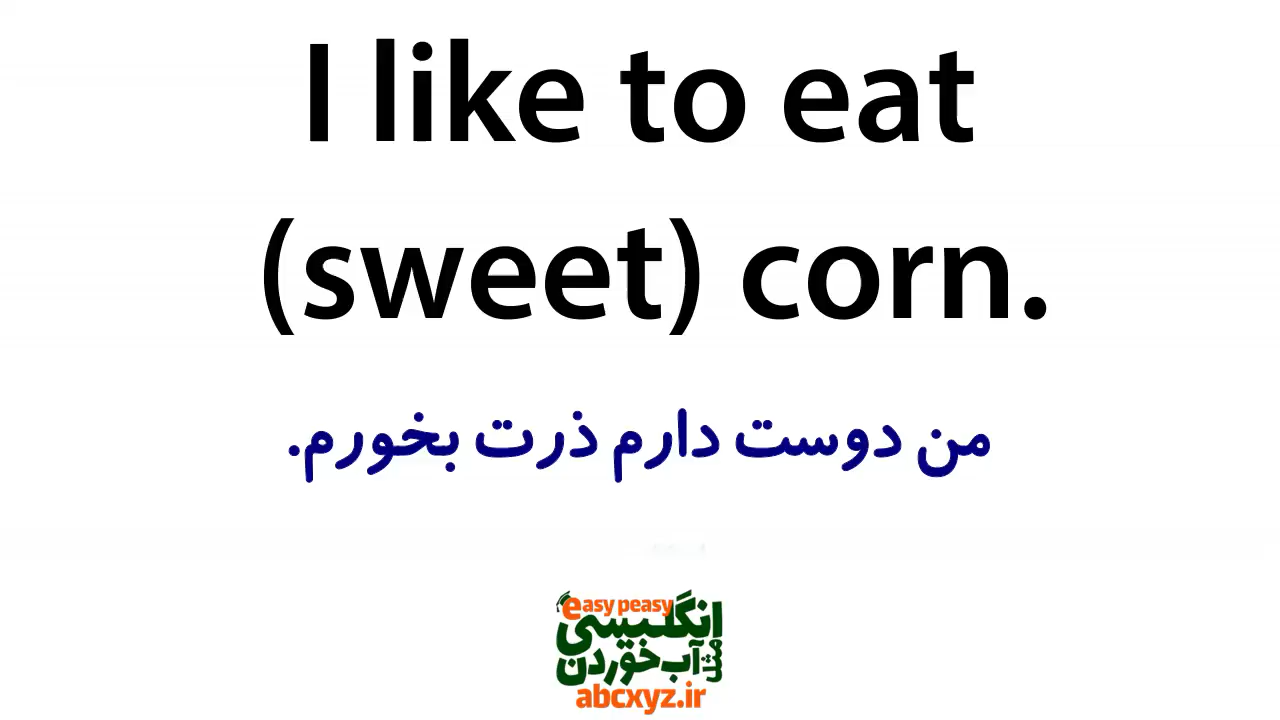 I like to eat
(sweet) corn.
من دوست دارم ذرت بخورم.
easy peasy
انگلیسی
مثل آب خوردن
abcxyz.ir